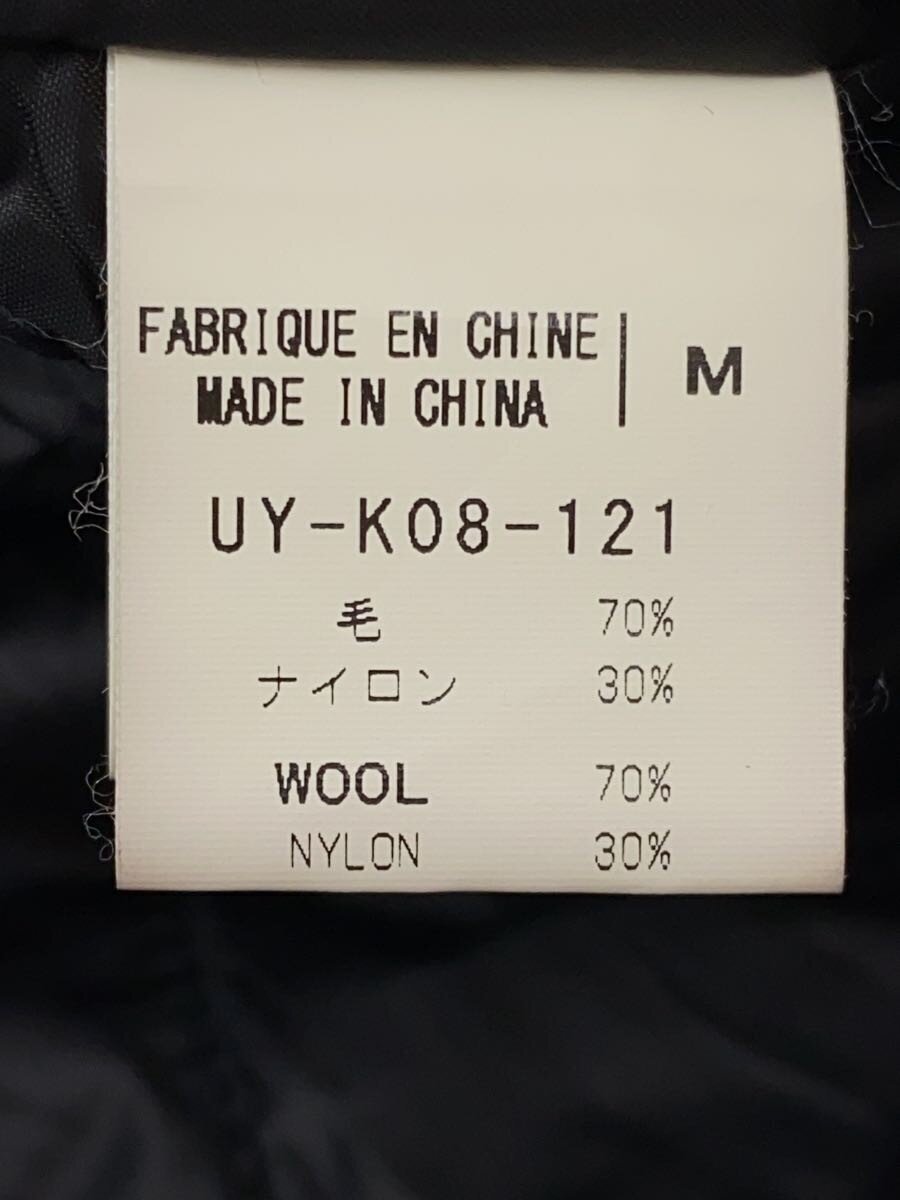 FABRIQUE EN CHINE
MADE IN CHINA
M
UY-K08-121
毛 70%
ナイロン 30%
WOOL 70%
NYLON 30%